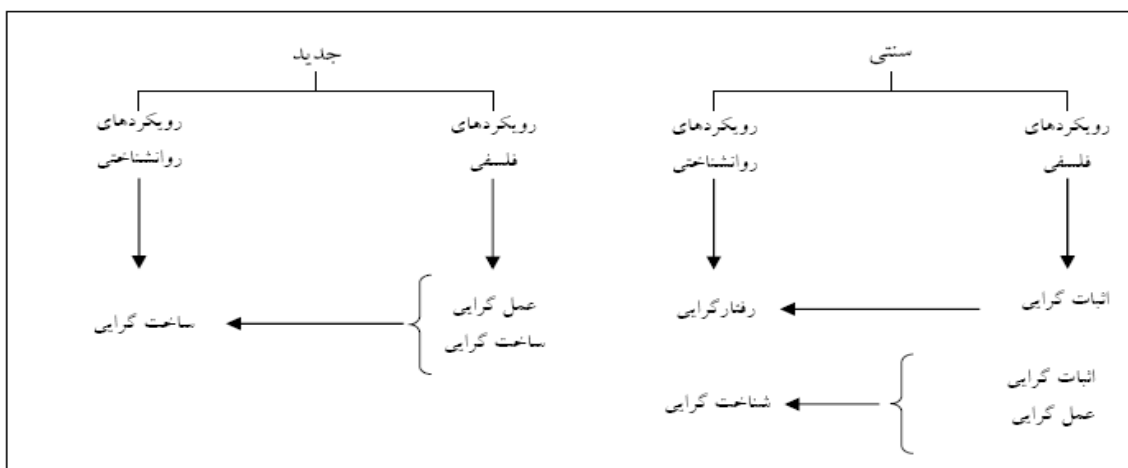 سنتی
رویکردهای
فلسفی
رویکردهای
روانشناختی
اثبات گرایی
رفتارگرایی
اثبات گرایی
عمل گرایی
شناخت گرایی
جدید
رویکردهای
فلسفی
رویکردهای
روانشناختی
عمل گرایی
ساخت گرایی
ساخت گرایی